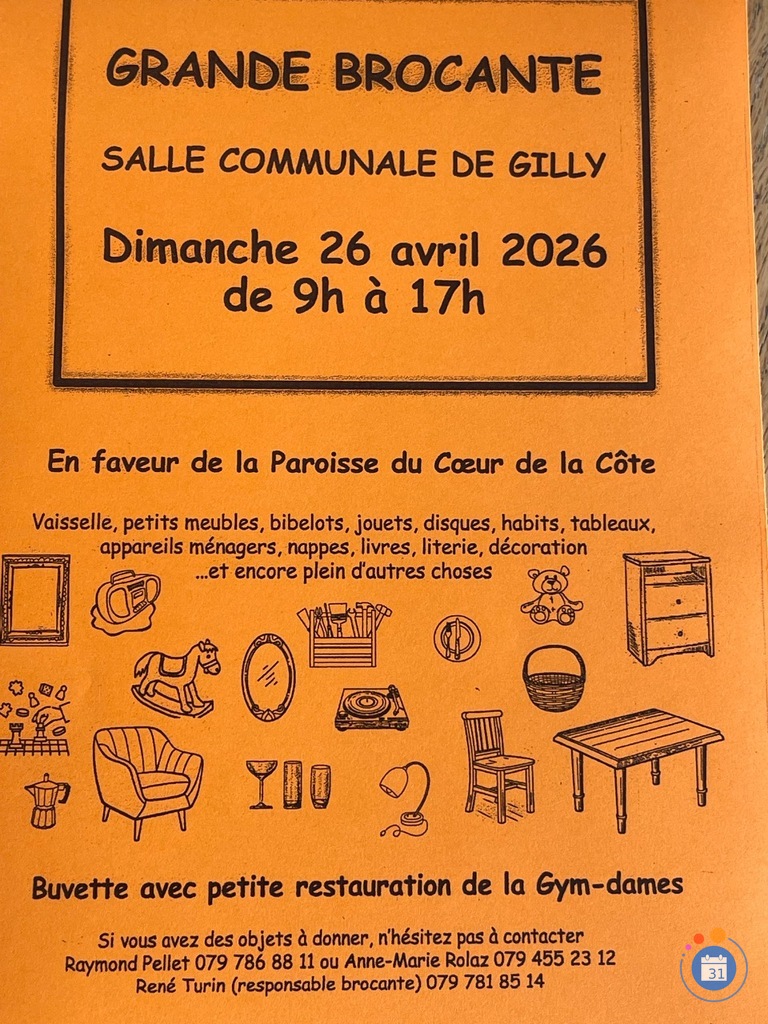 GRANDE BROCANTE
SALLE COMMUNALE DE GILLY
Dimanche 26 avril 2026
de 9h à 17h
En faveur de la Paroisse du Cœur de la Côte
Vaisselle, petits meubles, bibelots, jouets, disques, habits, tableaux,
appareils ménagers, nappes, livres, literie, décoration
...et encore plein d'autres choses
Buvette avec petite restauration de la Gym-dames
Si vous avez des objets à donner, n'hésitez pas à contacter
Raymond Pellet 079 786 88 11 ou Anne-Marie Rolaz 079 455 23 12
René Turin (responsable brocante) 079 781 85 14
31